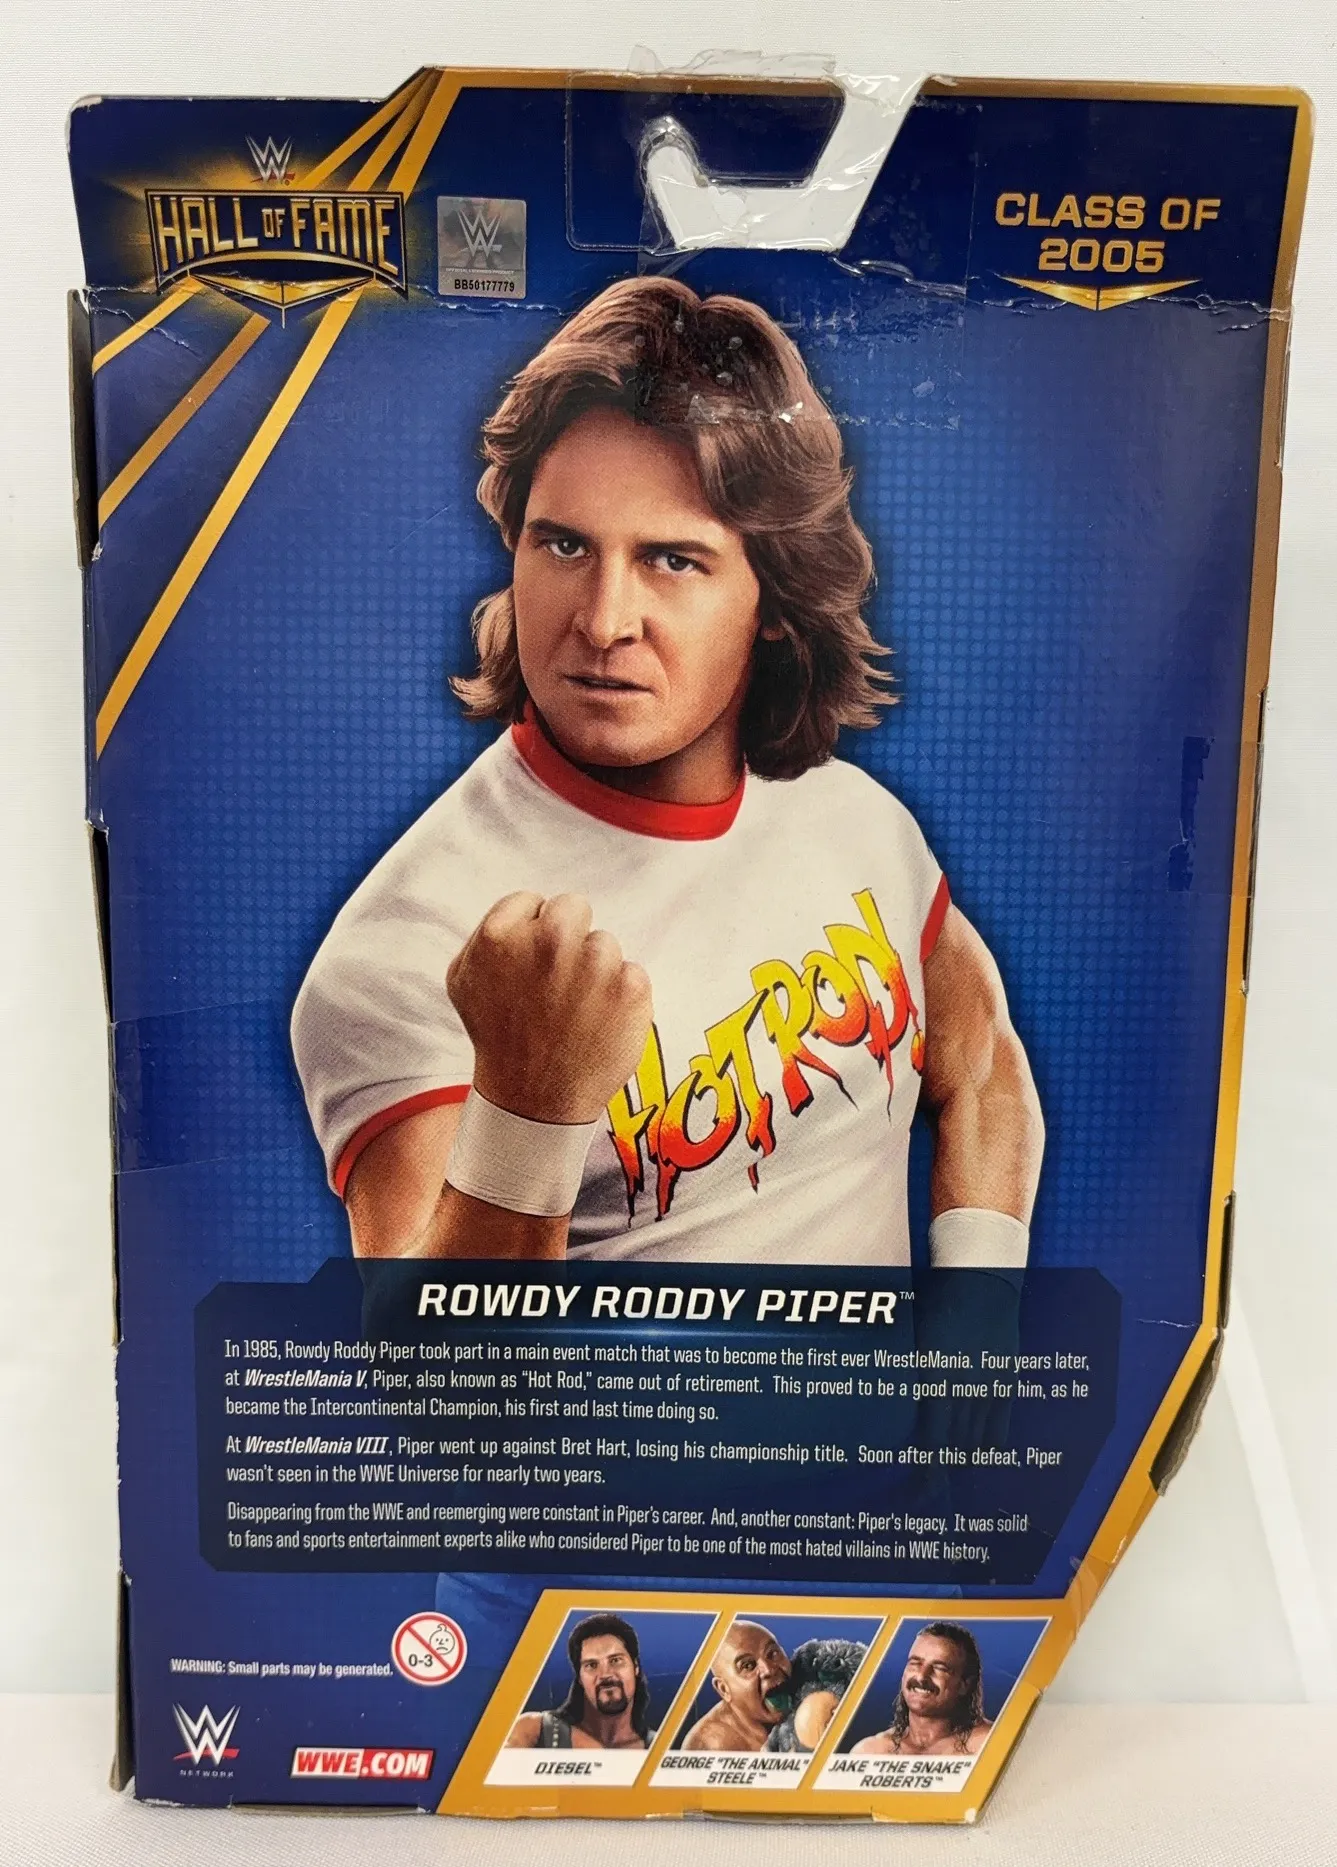 W
HALL OF FAME
W
OFFICIALLY LICENSED PRODUCT
BB50177779
CLASS OF
2005
HOT ROD!
ROWDY RODDY PIPER™
In 1985, Rowdy Roddy Piper took part in a main event match that was to become the first ever WrestleMania. Four years later,
at WrestleMania V, Piper, also known as "Hot Rod," came out of retirement. This proved to be a good move for him, as he
became the Intercontinental Champion, his first and last time doing so.
At WrestleMania VIII, Piper went up against Bret Hart, losing his championship title. Soon after this defeat, Piper
wasn't seen in the WWE Universe for nearly two years.
Disappearing from the WWE and reemerging were constant in Piper's career. And, another constant: Piper's legacy. It was solid
to fans and sports entertainment experts alike who considered Piper to be one of the most hated villains in WWE history.
WARNING: Small parts may be generated.
0-3
W
NETWORK
WWE.COM
DIESEL™
GEORGE "THE ANIMAL"
STEELE™
JAKE "THE SNAKE"
ROBERTS™